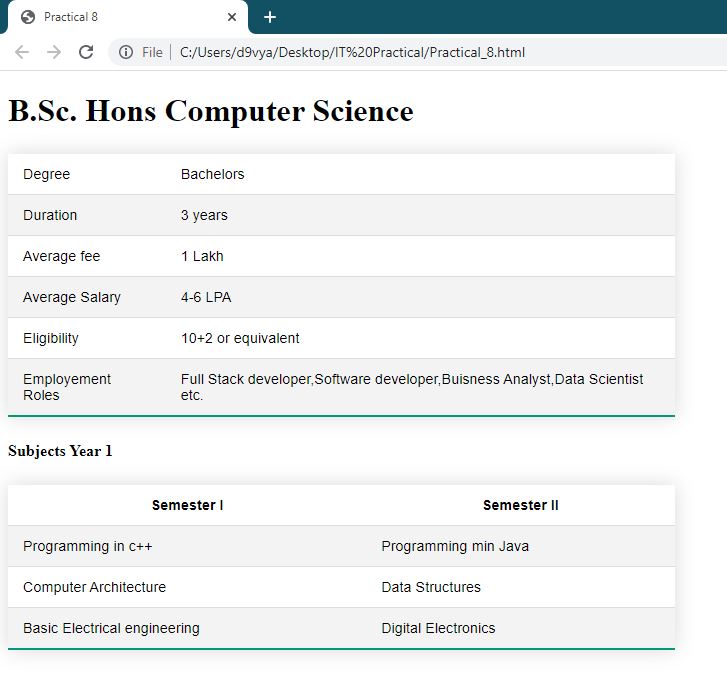 Practical 8
File | C:/Users/d9vya/Desktop/IT%20Practical/Practical_8.html
B.Sc. Hons Computer Science
Degree Bachelors
Duration 3 years
Average fee 1 Lakh
Average Salary 4-6 LPA
Eligibility 10+2 or equivalent
Employement Full Stack developer,Software developer,Buisness Analyst,Data Scientist
Roles etc.
Subjects Year 1
Semester I Semester II
Programming in c++ Programming min Java
Computer Architecture Data Structures
Basic Electrical engineering Digital Electronics